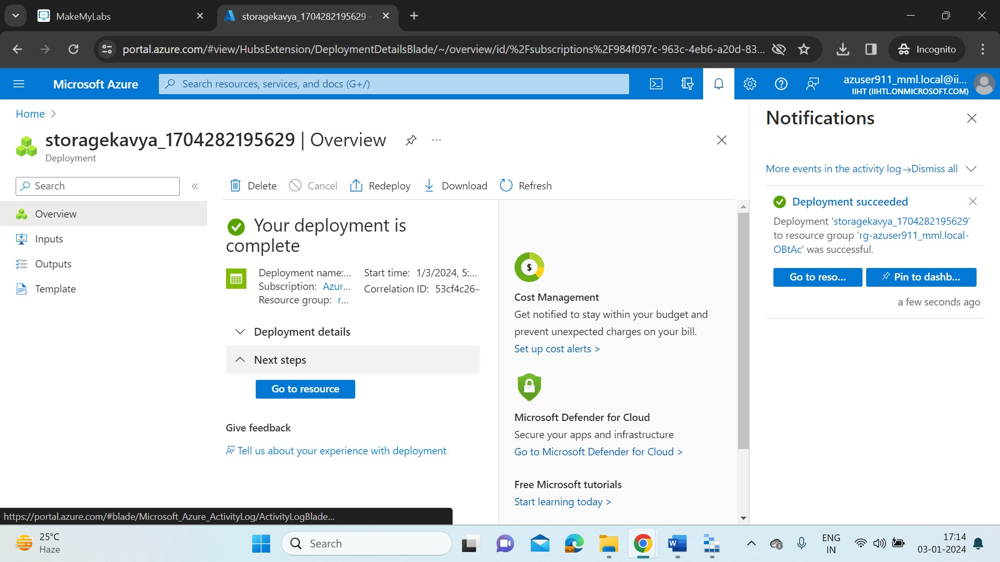 MakeMyLabs
storagekavya_1704282195629 -
portal.azure.com/#view/HubsExtension/DeploymentDetailsBlade/~/overview/id/%2Fsubscriptions%2F984f097c-963c-4eb6-a20d-83...
Incognito
Microsoft Azure
Search resources, services, and docs (G+/)
azuser911_mml.local@ii...
IIHT (IIHTL.ONMICROSOFT.COM)
Home >
storagekavya_1704282195629 | Overview
...
Deployment
Search
«
Overview
Inputs
Outputs
Template
Delete
Cancel
Redeploy
Download
Refresh
Your deployment is
complete
Deployment name:...
Subscription: Azur...
Resource group: r...
Start time: 1/3/2024, 5:...
Correlation ID: 53cf4c26-
Deployment details
Next steps
Go to resource
Give feedback
Tell us about your experience with deployment
$
Cost Management
Get notified to stay within your budget and
prevent unexpected charges on your bill.
Set up cost alerts >
Microsoft Defender for Cloud
Secure your apps and infrastructure
Go to Microsoft Defender for Cloud >
Free Microsoft tutorials
Start learning today >
Notifications
More events in the activity log→Dismiss all
Deployment succeeded
Deployment 'storagekavya_1704282195629'
to resource group 'rg-azuser911_mml.local-
OBtAc' was successful.
Go to reso...
Pin to dashb...
a few seconds ago
https://portal.azure.com/#blade/Microsoft_Azure_ActivityLog/ActivityLogBlade...
25°C
Haze
Search
W
ENG
IN
17:14
03-01-2024